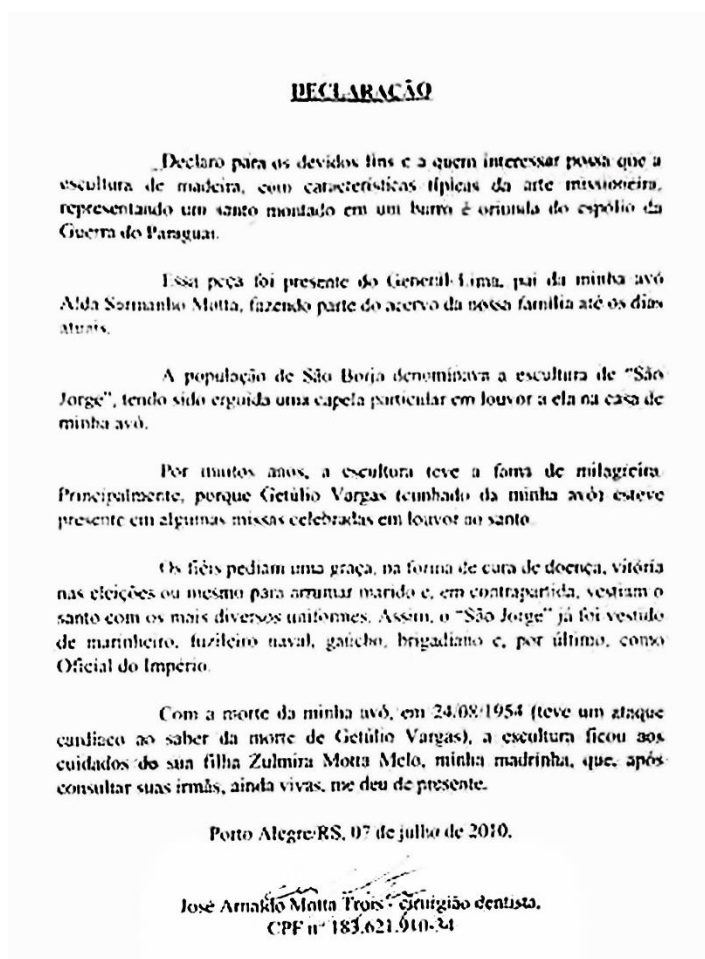 DECLARAÇÃO
Declaro para os devidos fins e a quem interessar possa que a
escultura de madeira, com características típicas da arte missioneira,
representando um santo montado em um burro é oriunda do espólio da
Guerra do Paraguai.
Essa peça foi presente do General Lima, pai da minha avó
Alda Sarmanho Motta, fazendo parte do acervo da nossa família até os dias
atuais.
A população de São Borja denominava a escultura de "São
Jorge", tendo sido erguida uma capela particular em louvor a ela na casa de
minha avó.
Por muitos anos, a escultura teve a fama de milagreira.
Principalmente, porque Getúlio Vargas (cunhado da minha avó) esteve
presente em algumas missas celebradas em louvor ao santo.
Os fiéis pediam uma graça, na forma de cura de doença, vitória
nas eleições ou mesmo para arrumar marido e, em contrapartida, vestiam o
santo com os mais diversos uniformes. Assim, o "São Jorge" já foi vestido
de marinheiro, fuzileiro naval, gaúcho, brigadiano e, por último, como
Oficial do Império.
Com a morte da minha avó, em 24/08/1954 (teve um ataque
cardíaco ao saber da morte de Getúlio Vargas), a escultura ficou aos
cuidados de sua filha Zulmira Motta Melo, minha madrinha, que, após
consultar suas irmãs, ainda vivas, me deu de presente.
Porto Alegre/RS, 07 de julho de 2010.
José Arnaldo Motta Trois - cirurgião dentista.
CPF nº 183.621.910-34